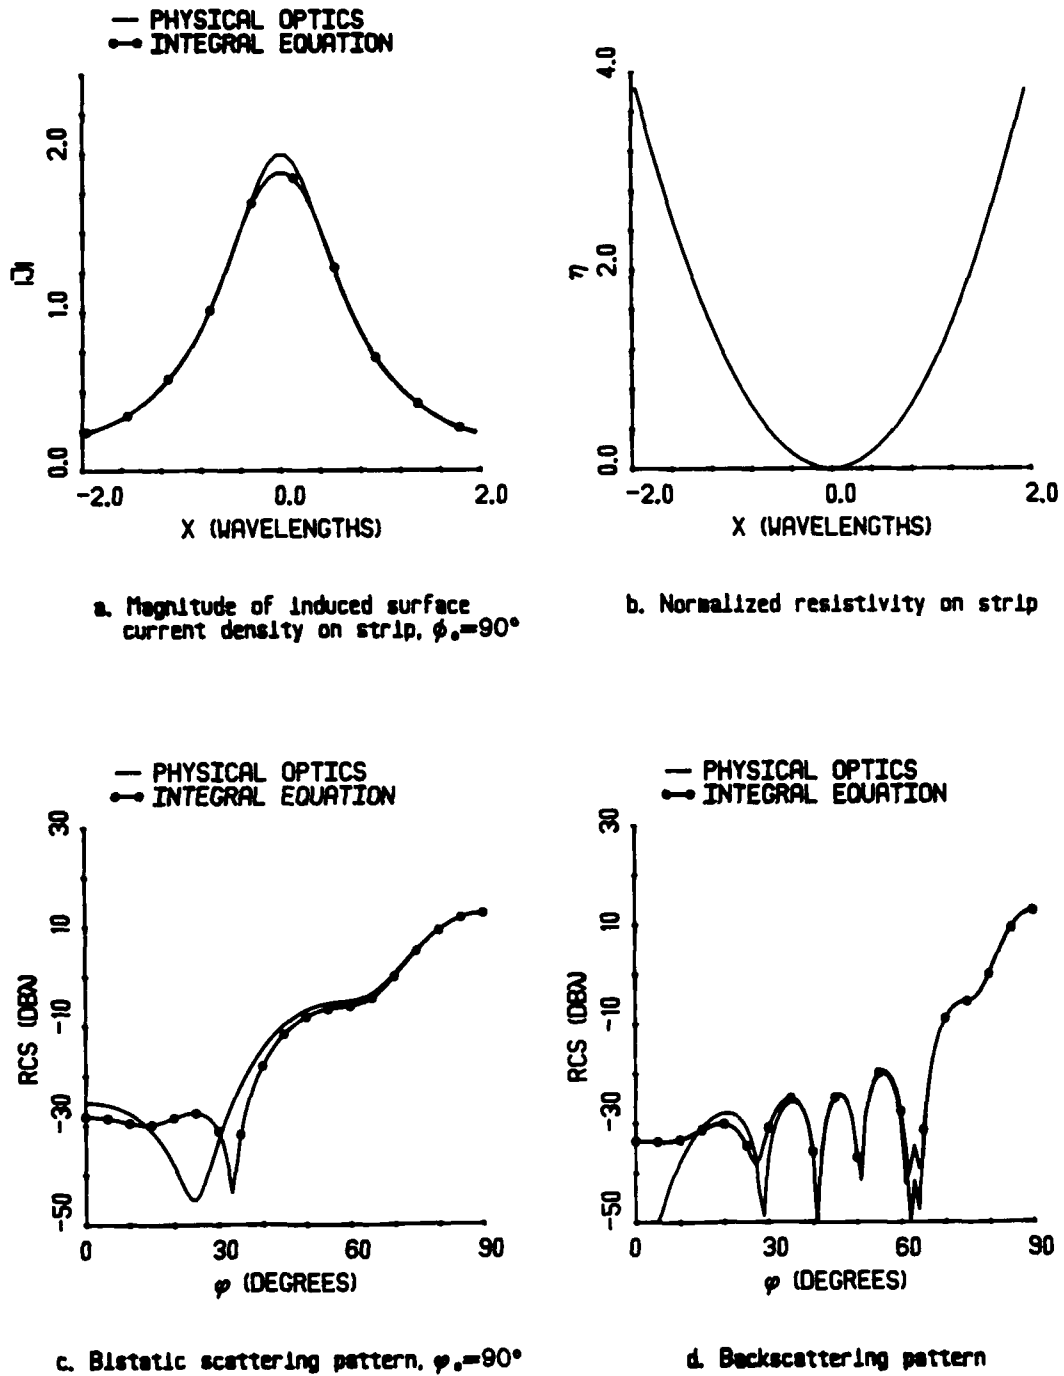 PHYSICAL OPTICS
INTEGRAL EQUATION
|J|
0.0 1.0 2.0
-2.0 0.0 2.0
X (WAVELENGTHS)
a. Magnitude of induced surface
current density on strip, ϕ₀=90°
η
0.0 2.0 4.0
-2.0 0.0 2.0
X (WAVELENGTHS)
b. Normalized resistivity on strip
PHYSICAL OPTICS
INTEGRAL EQUATION
RCS (DBλ)
-50 -30 -10 10 30
0 30 60 90
φ (DEGREES)
c. Bistatic scattering pattern, φ₀=90°
PHYSICAL OPTICS
INTEGRAL EQUATION
RCS (DBλ)
-50 -30 -10 10 30
0 30 60 90
φ (DEGREES)
d. Backscattering pattern